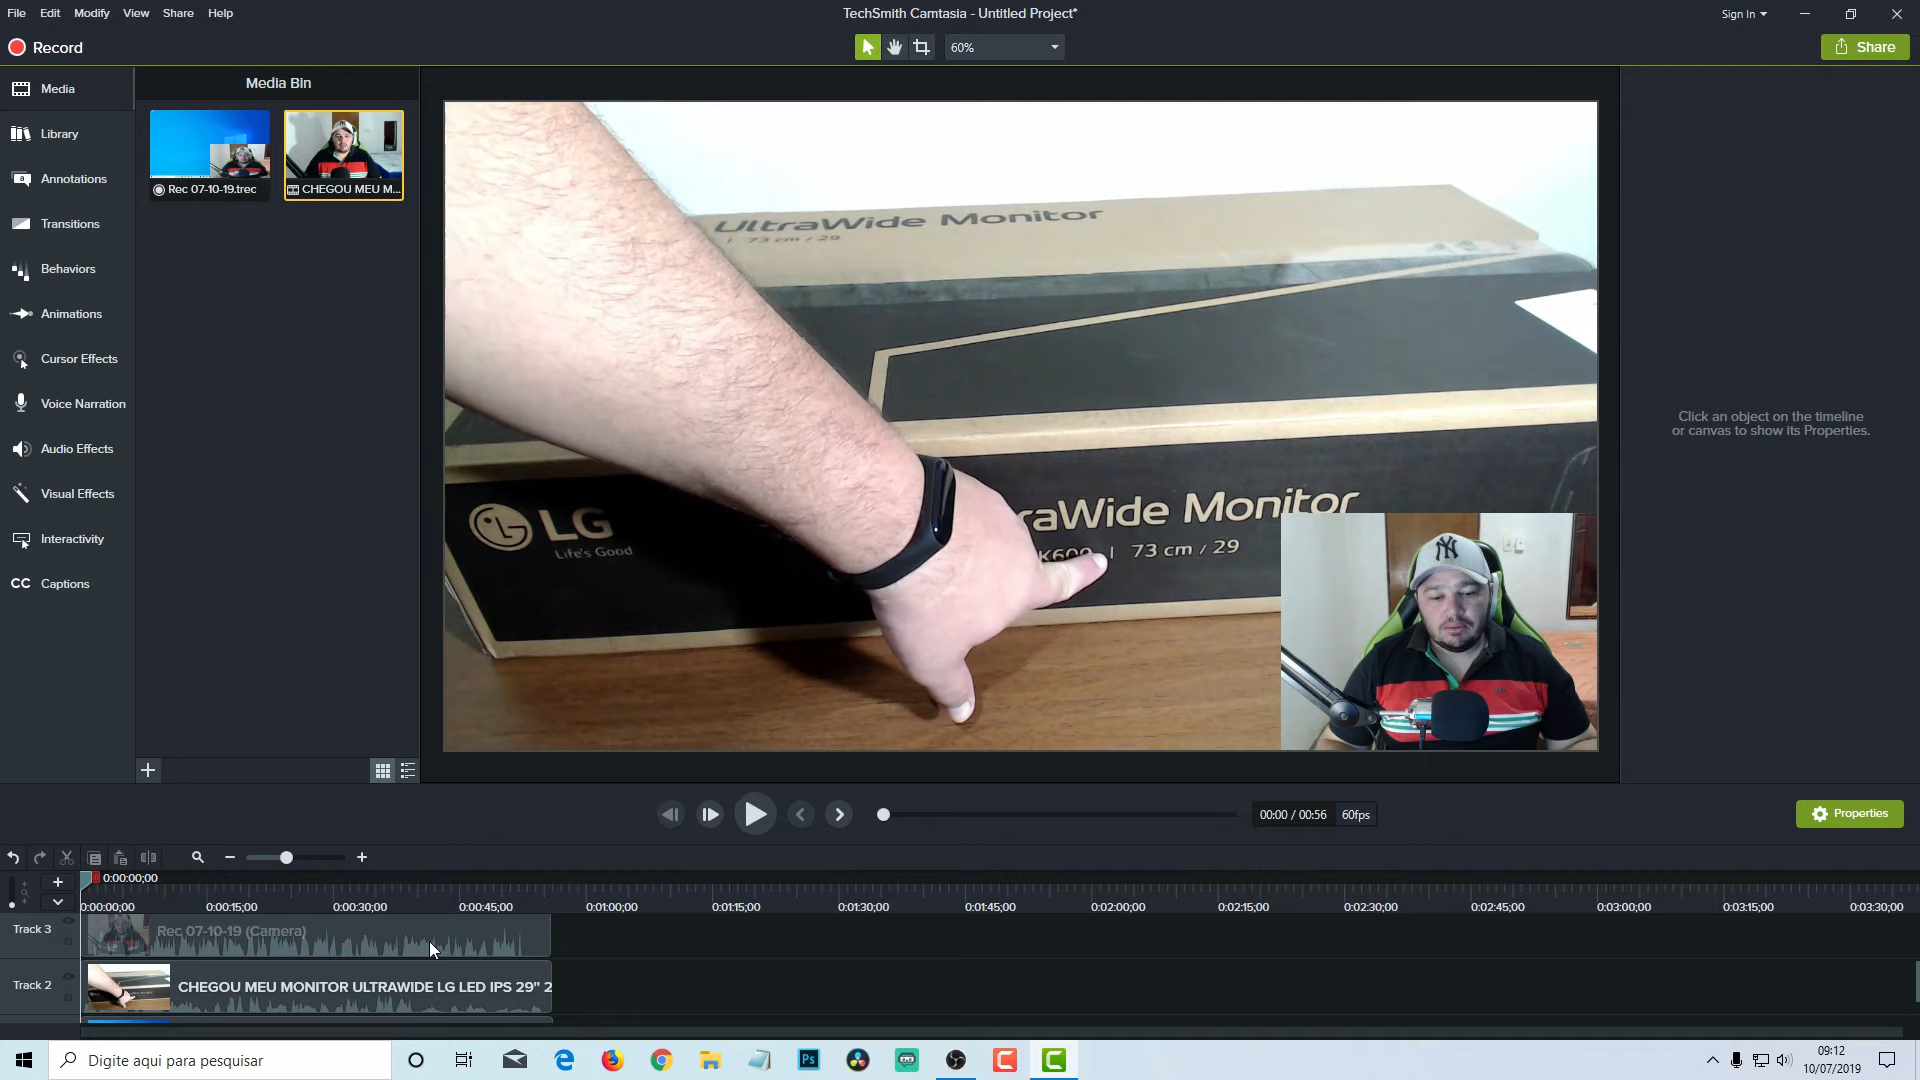 File Edit Modify View Share Help
TechSmith Camtasia - Untitled Project*
Sign In
Record
60%
Share
Media
Library
Annotations
Transitions
Behaviors
Animations
Cursor Effects
Voice Narration
Audio Effects
Visual Effects
Interactivity
CC Captions
Media Bin
Rec 07-10-19.trec
CHEGOU MEU M...
UltraWide Monitor
| 73 cm / 29
LG
Life's Good
raWide Monitor
K600 | 73 cm / 29
NY
Click an object on the timeline
or canvas to show its Properties.
00:00 / 00:56 60fps
Properties
0:00:00;00
0:00:00;00 0:00:15;00 0:00:30;00 0:00:45;00 0:01:00;00 0:01:15;00 0:01:30;00 0:01:45;00 0:02:00;00 0:02:15;00 0:02:30;00 0:02:45;00 0:03:00;00 0:03:15;00 0:03:30;00
Track 3
Rec 07-10-19 (Camera)
Track 2
CHEGOU MEU MONITOR ULTRAWIDE LG LED IPS 29" 2
Digite aqui para pesquisar
Ps
09:12
10/07/2019